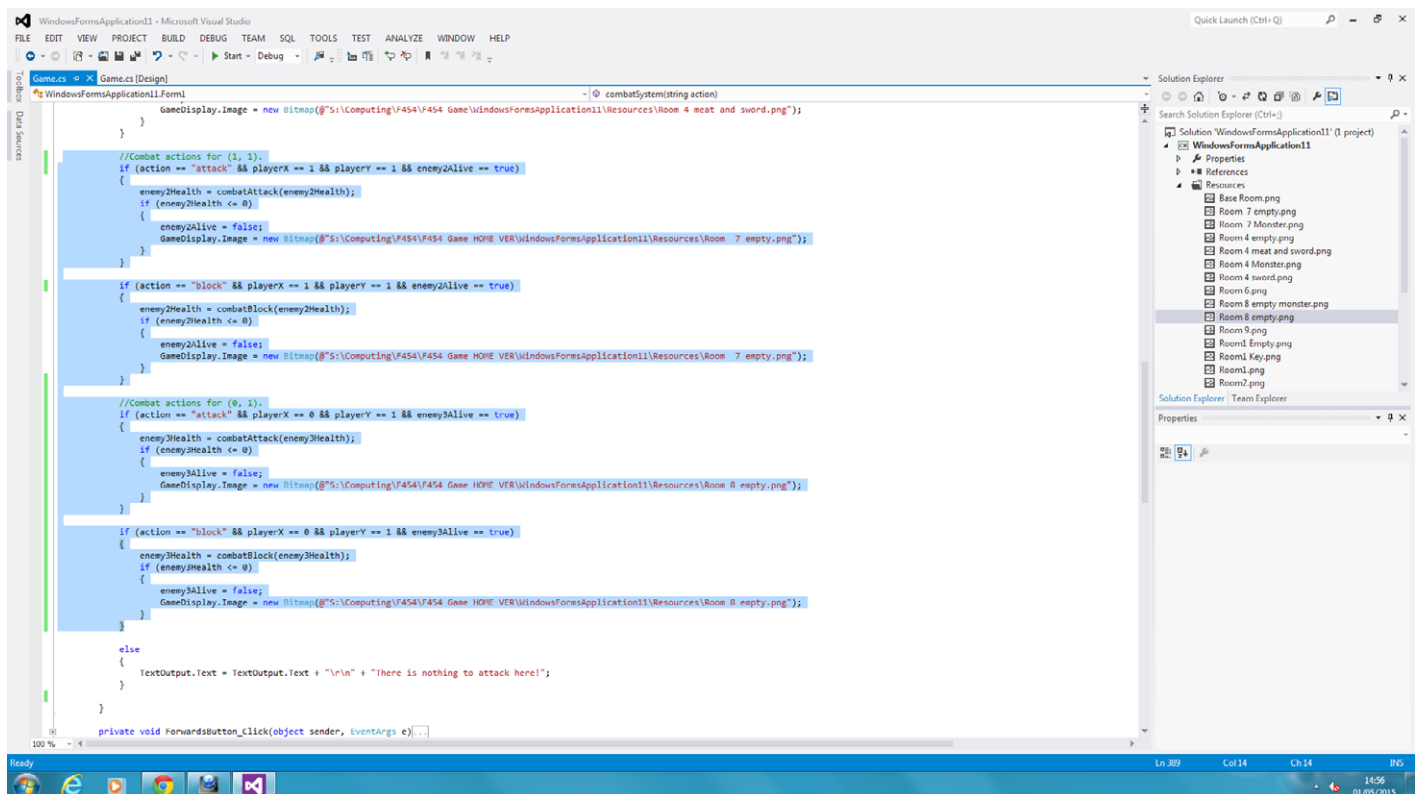 WindowsFormsApplication11 - Microsoft Visual Studio
Quick Launch (Ctrl+Q)
FILE EDIT VIEW PROJECT BUILD DEBUG TEAM SQL TOOLS TEST ANALYZE WINDOW HELP
Start Debug
Toolbox
Data Sources
Game.cs Game.cs [Design]
WindowsFormsApplication11.Form1
combatSystem(string action)
GameDisplay.Image = new Bitmap(@"S:\Computing\F454\F454 Game\WindowsFormsApplication11\Resources\Room 4 meat and sword.png");
}
}
//Combat actions for (1, 1).
if (action == "attack" && playerX == 1 && playerY == 1 && enemy2Alive == true)
{
enemy2Health = combatAttack(enemy2Health);
if (enemy2Health <= 0)
{
enemy2Alive = false;
GameDisplay.Image = new Bitmap(@"S:\Computing\F454\F454 Game HOME VER\WindowsFormsApplication11\Resources\Room  7 empty.png");
}
}
if (action == "block" && playerX == 1 && playerY == 1 && enemy2Alive == true)
{
enemy2Health = combatBlock(enemy2Health);
if (enemy2Health <= 0)
{
enemy2Alive = false;
GameDisplay.Image = new Bitmap(@"S:\Computing\F454\F454 Game HOME VER\WindowsFormsApplication11\Resources\Room  7 empty.png");
}
}
//Combat actions for (0, 1).
if (action == "attack" && playerX == 0 && playerY == 1 && enemy3Alive == true)
{
enemy3Health = combatAttack(enemy3Health);
if (enemy3Health <= 0)
{
enemy3Alive = false;
GameDisplay.Image = new Bitmap(@"S:\Computing\F454\F454 Game HOME VER\WindowsFormsApplication11\Resources\Room 8 empty.png");
}
}
if (action == "block" && playerX == 0 && playerY == 1 && enemy3Alive == true)
{
enemy3Health = combatBlock(enemy3Health);
if (enemy3Health <= 0)
{
enemy3Alive = false;
GameDisplay.Image = new Bitmap(@"S:\Computing\F454\F454 Game HOME VER\WindowsFormsApplication11\Resources\Room 8 empty.png");
}
}
else
{
TextOutput.Text = TextOutput.Text + "\r\n" + "There is nothing to attack here!";
}
}
private void ForwardsButton_Click(object sender, EventArgs e)...
100 %
Solution Explorer
Search Solution Explorer (Ctrl+;)
Solution 'WindowsFormsApplication11' (1 project)
WindowsFormsApplication11
Properties
References
Resources
Base Room.png
Room  7 empty.png
Room  7 Monster.png
Room 4 empty.png
Room 4 meat and sword.png
Room 4 Monster.png
Room 4 sword.png
Room 6.png
Room 8 empty monster.png
Room 8 empty.png
Room 9.png
Room1 Empty.png
Room1 Key.png
Room1.png
Room2.png
Solution Explorer Team Explorer
Properties
Ready
Ln 389 Col 14 Ch 14 INS
14:56
01/05/2015